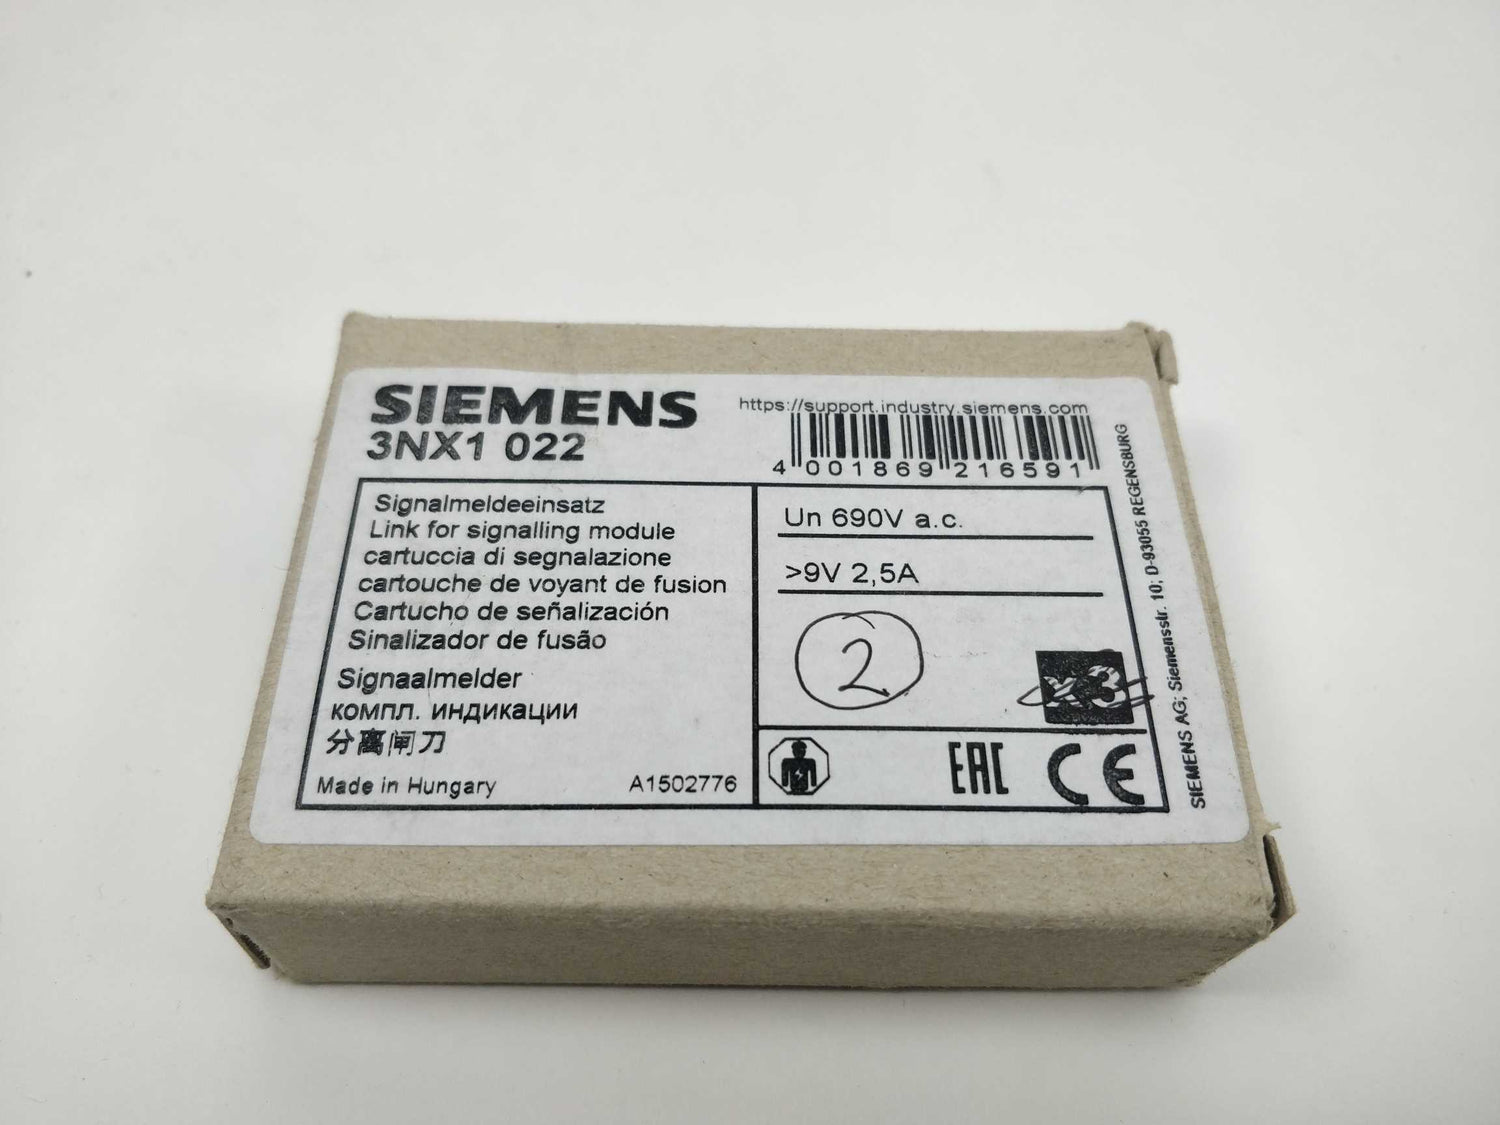 SIEMENS
3NX1 022
https://support.industry.siemens.com
4 001869 216591
Signalmeldeeinsatz
Link for signalling module
cartuccia di segnalazione
cartouche de voyant de fusion
Cartucho de señalización
Sinalizador de fusão
Signaalmelder
компл. индикации
分离闸刀
Made in Hungary
A1502776
Un 690V a.c.
>9V 2,5A
2
x3
EAC
CE
SIEMENS AG; Siemensstr. 10; D-93055 REGENSBURG